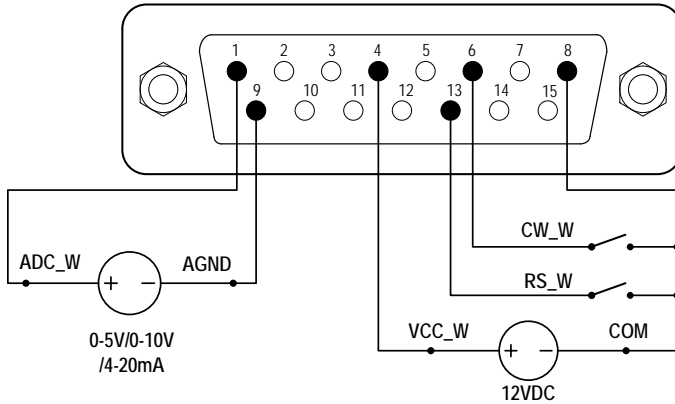 1 2 3 4 5 6 7 8
9 10 11 12 13 14 15
CW_W
ADC_W AGND
+ −
RS_W
0-5V/0-10V
/4-20mA
VCC_W COM
+ −
12VDC